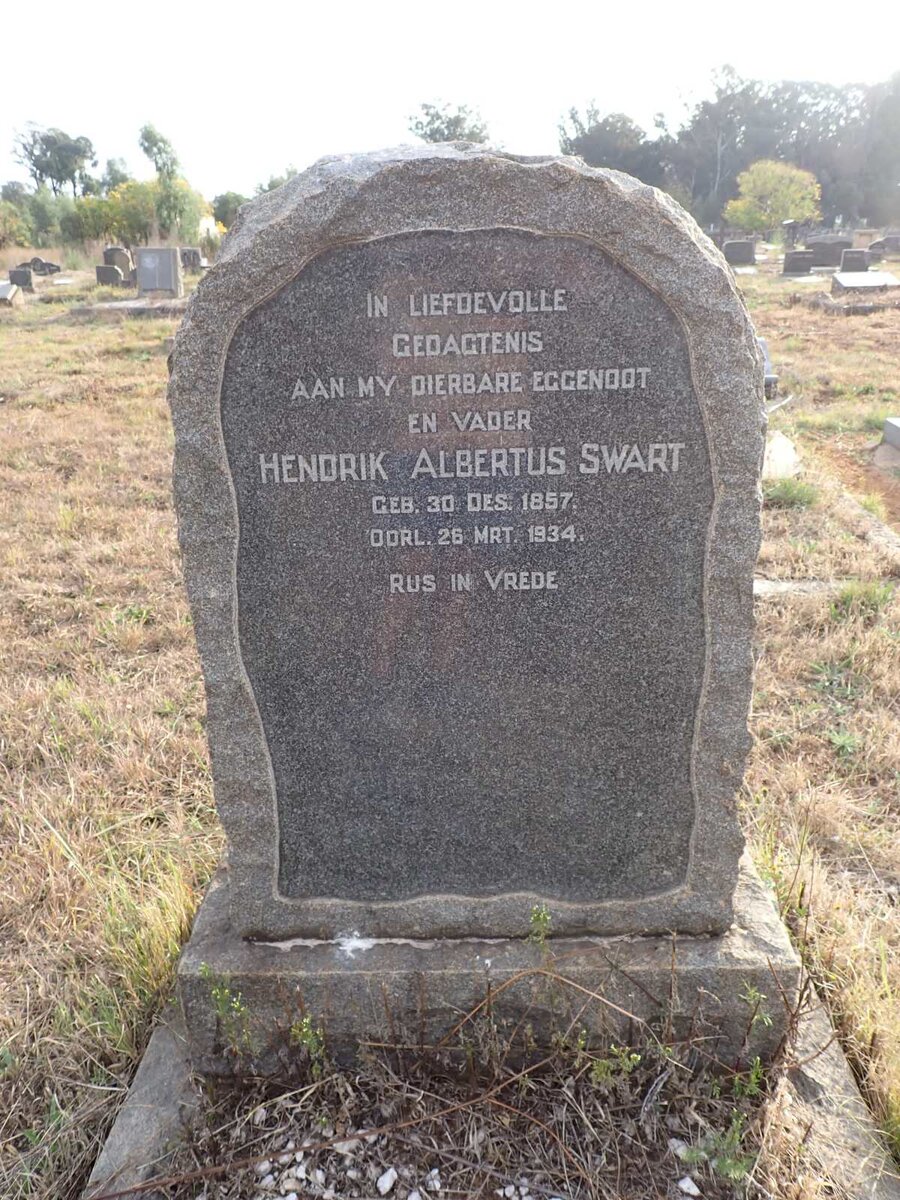 IN LIEFDEVOLLE
GEDAGTENIS
AAN MY DIERBARE EGGENOOT
EN VADER
HENDRIK ALBERTUS SWART
GEB. 30 DES. 1857.
OORL. 26 MRT. 1934.
RUS IN VREDE